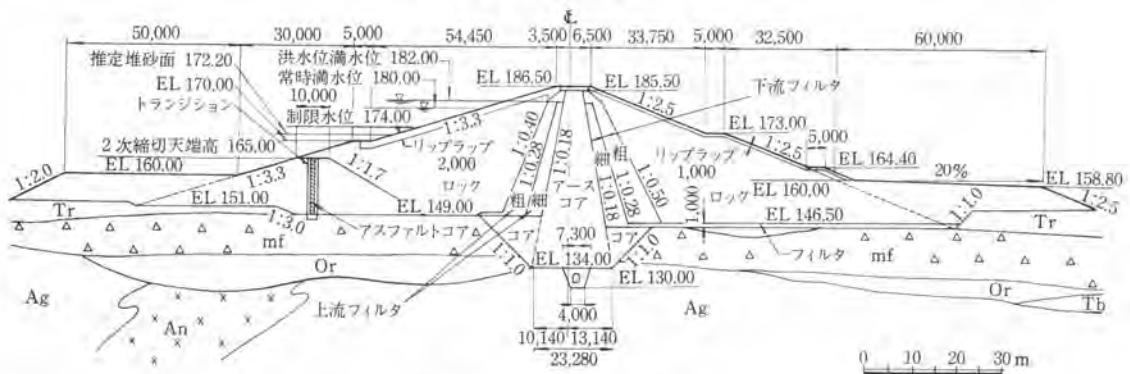 ℄
50,000 30,000 5,000 54,450 3,500 6,500 33,750 5,000 32,500 60,000
推定堆砂面 172.20
洪水位満水位 182.00
EL 186.50
EL 185.50
EL 170.00
常時満水位 180.00
下流フィルタ
トランジション
10,000
制限水位 174.00
1:2.5
EL 173.00
5,000
2次締切天端高 165.00
1:3.3
リップラップ
2,000
1:0.40
1:0.28
1:0.18
細
粗
リップラップ
1,000
1:2.5
EL 164.40
EL 160.00
1:2.0
1:3.3
1:1.7
ロック
アース
コア
1:0.50
1:0.28
1:0.18
EL 160.00
20%
EL 158.80
EL 151.00
EL 149.00
粗
細
ロック
1,000
EL 146.50
1:1.0
1:2.5
Tr
1:3.0
アスファルトコア
コア
7,300
コア
Tr
mf
1:1.0
EL 134.00
1:1.0
フィルタ
mf
Or
EL 130.00
Or
Ag
上流フィルタ
Ag
Tb
An
4,000
10,140 13,140
23,280
0 10 20 30 m